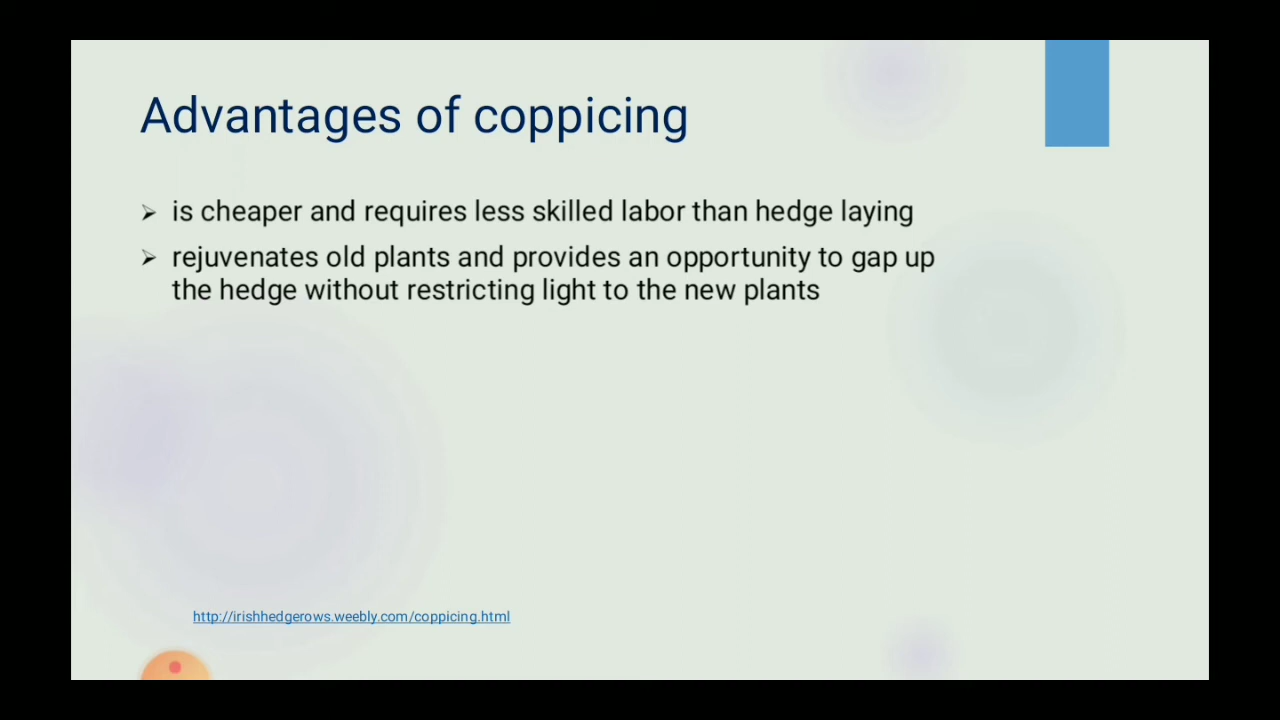 Advantages of coppicing
➢ is cheaper and requires less skilled labor than hedge laying
➢ rejuvenates old plants and provides an opportunity to gap up
the hedge without restricting light to the new plants
http://irishhedgerows.weebly.com/coppicing.html